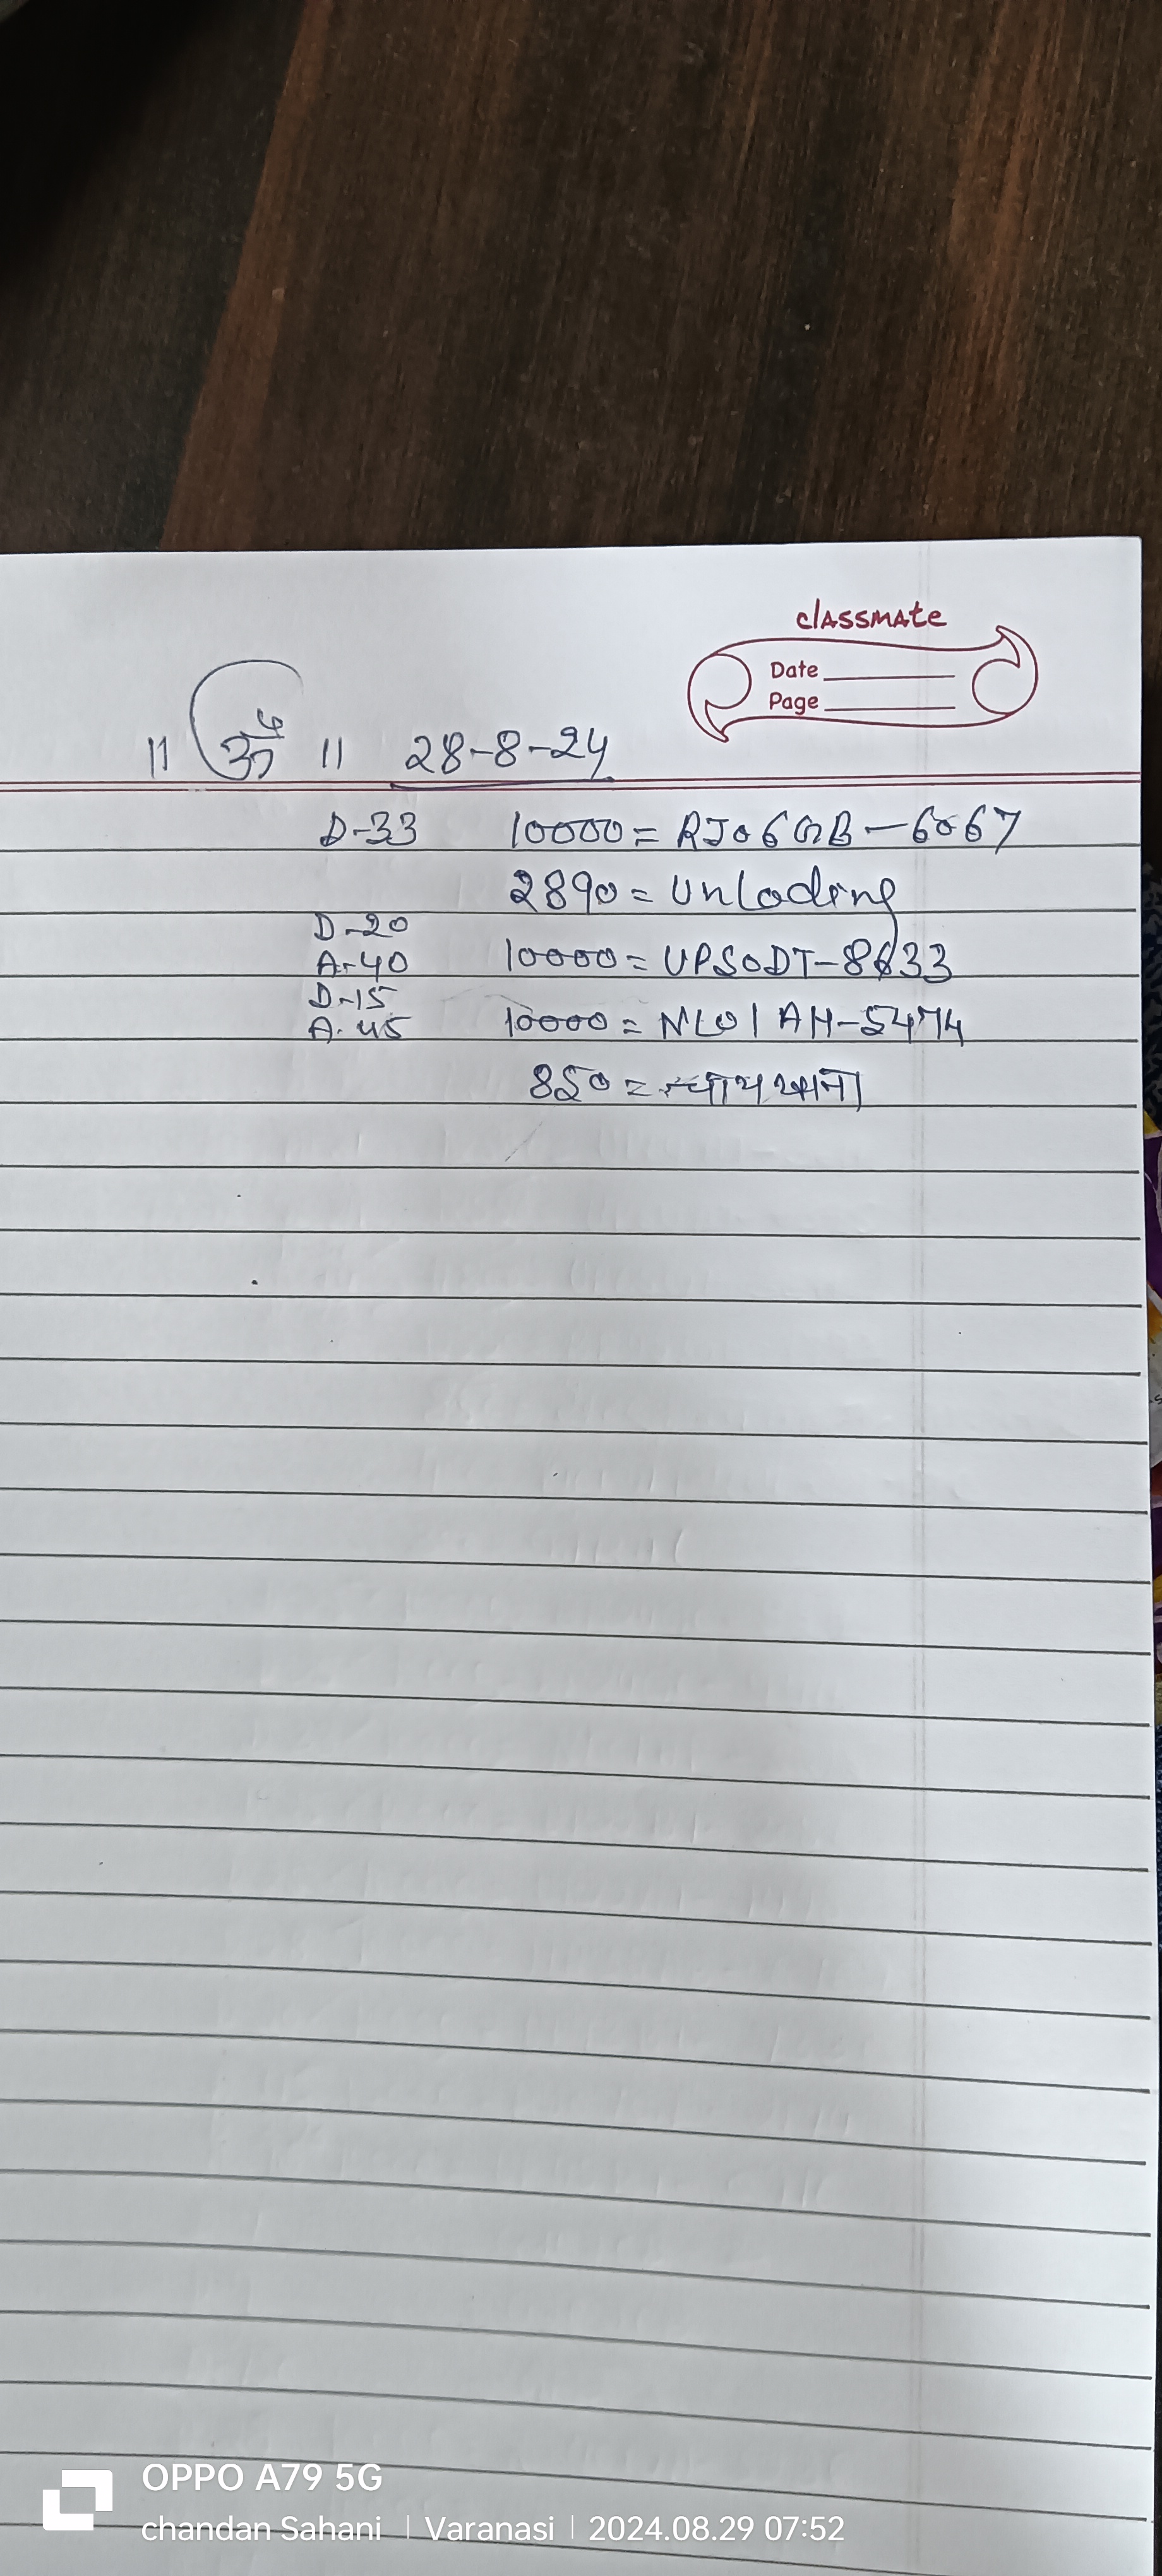 classmate
Date
Page
॥ ॐ ॥ 28-8-24
D-33 10000 = RJ06GB-6067
2890 = Unloding
D-20
A-40 10000 = UP50DT-8633
D-15
A-45 10000 = NL01AH-5474
850 = चाय खाना
OPPO A79 5G
chandan Sahani | Varanasi | 2024.08.29 07:52